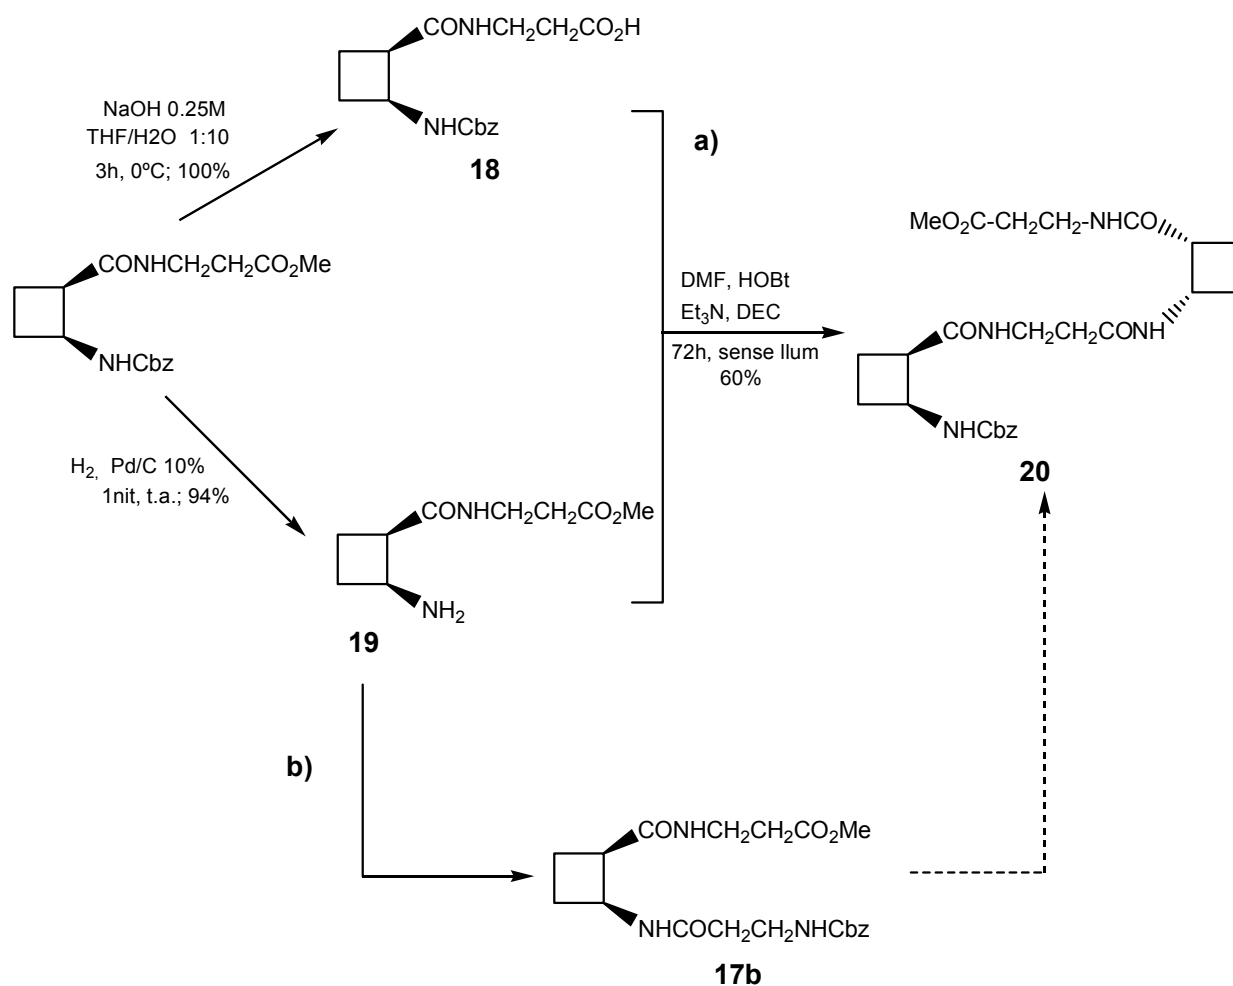 CONHCH₂CH₂CO₂H
NaOH 0.25M
THF/H2O 1:10
3h, 0ºC; 100%
NHCbz
18
a)
MeO₂C-CH₂CH₂-NHCO
CONHCH₂CH₂CO₂Me
NHCbz
DMF, HOBt
Et₃N, DEC
72h, sense llum
60%
CONHCH₂CH₂CONH
NHCbz
20
H₂, Pd/C 10%
1nit, t.a.; 94%
CONHCH₂CH₂CO₂Me
NH₂
19
b)
CONHCH₂CH₂CO₂Me
NHCOCH₂CH₂NHCbz
17b